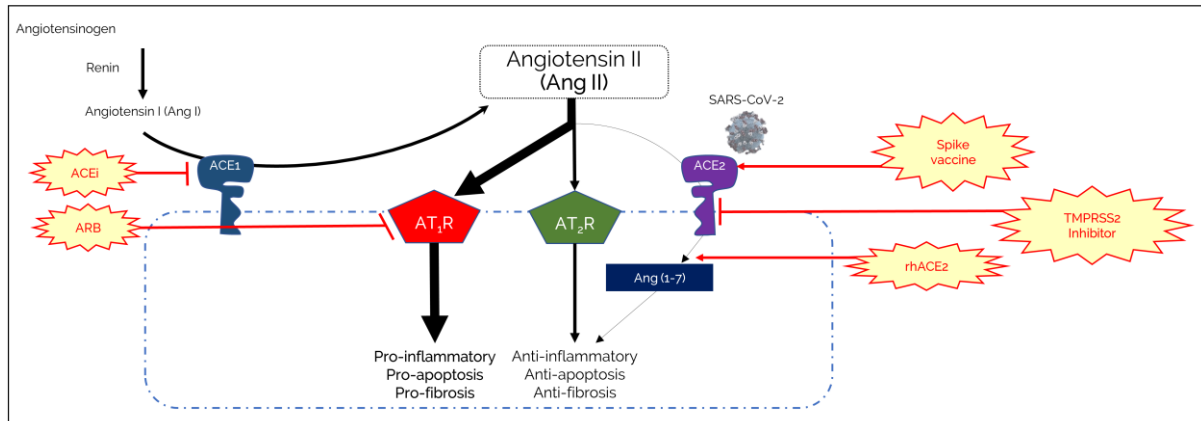 Angiotensinogen
Renin
Angiotensin I (Ang I)
Angiotensin II
(Ang II)
SARS-CoV-2
ACEi
ACE1
ACE2
Spike
vaccine
ARB
AT₁R
AT₂R
TMPRSS2
Inhibitor
Ang (1-7)
rhACE2
Pro-inflammatory
Pro-apoptosis
Pro-fibrosis
Anti-inflammatory
Anti-apoptosis
Anti-fibrosis